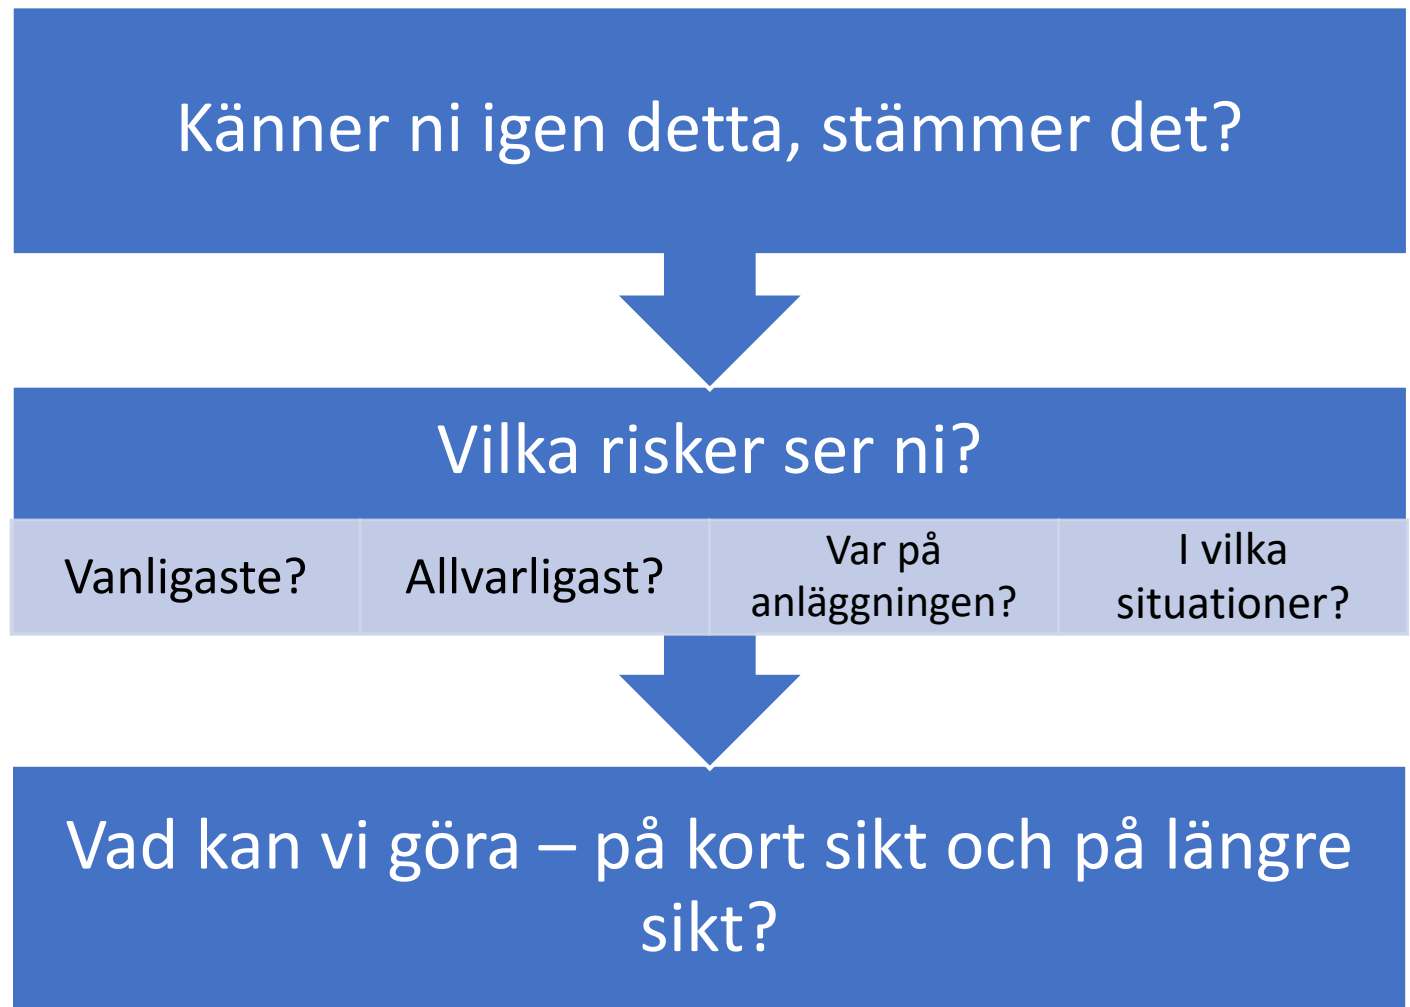 Känner ni igen detta, stämmer det?
Vilka risker ser ni?
Vanligaste?
Allvarligast?
Var på
anläggningen?
I vilka
situationer?
Vad kan vi göra – på kort sikt och på längre
sikt?